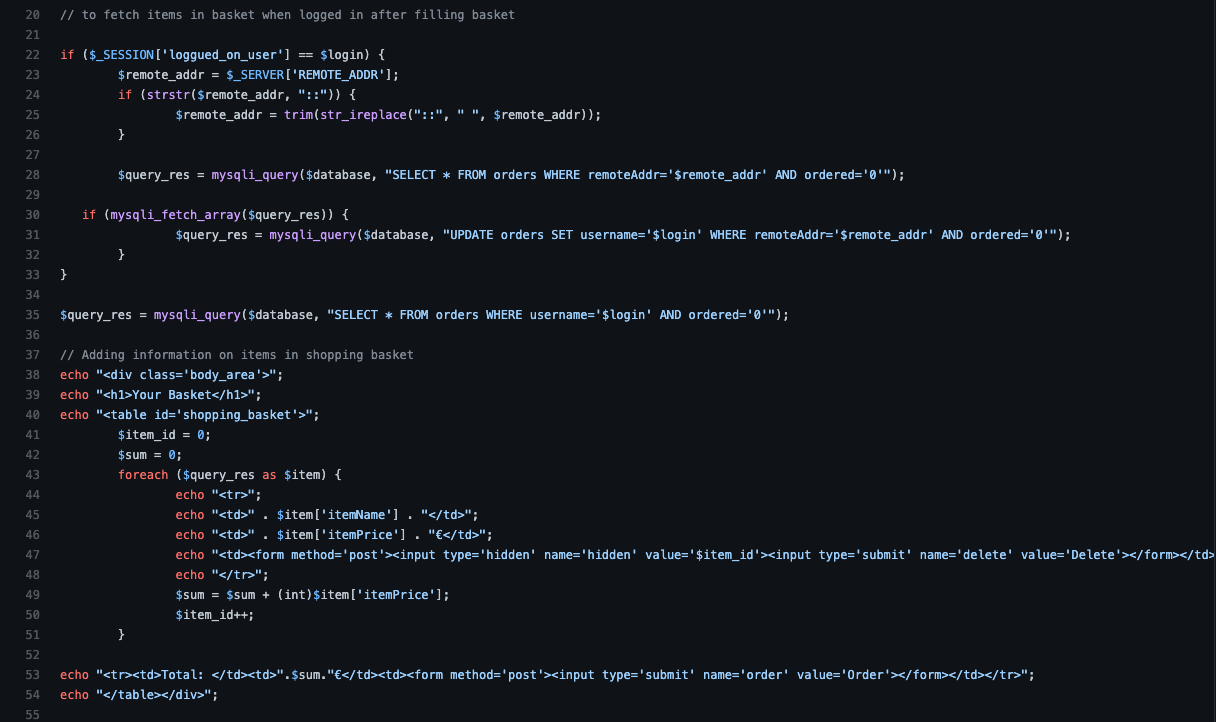 20 // to fetch items in basket when logged in after filling basket
21
22 if ($_SESSION['loggued_on_user'] == $login) {
23 $remote_addr = $_SERVER['REMOTE_ADDR'];
24 if (strstr($remote_addr, "::")) {
25 $remote_addr = trim(str_ireplace("::", " ", $remote_addr));
26 }
27
28 $query_res = mysqli_query($database, "SELECT * FROM orders WHERE remoteAddr='$remote_addr' AND ordered='0'");
29
30 if (mysqli_fetch_array($query_res)) {
31 $query_res = mysqli_query($database, "UPDATE orders SET username='$login' WHERE remoteAddr='$remote_addr' AND ordered='0'");
32 }
33 }
34
35 $query_res = mysqli_query($database, "SELECT * FROM orders WHERE username='$login' AND ordered='0'");
36
37 // Adding information on items in shopping basket
38 echo "<div class='body_area'>";
39 echo "<h1>Your Basket</h1>";
40 echo "<table id='shopping_basket'>";
41 $item_id = 0;
42 $sum = 0;
43 foreach ($query_res as $item) {
44 echo "<tr>";
45 echo "<td>" . $item['itemName'] . "</td>";
46 echo "<td>" . $item['itemPrice'] . "€</td>";
47 echo "<td><form method='post'><input type='hidden' name='hidden' value='$item_id'><input type='submit' name='delete' value='Delete'></form></td>
48 echo "</tr>";
49 $sum = $sum + (int)$item['itemPrice'];
50 $item_id++;
51 }
52
53 echo "<tr><td>Total: </td><td>".$sum."€</td><td><form method='post'><input type='submit' name='order' value='Order'></form></td></tr>";
54 echo "</table></div>";
55